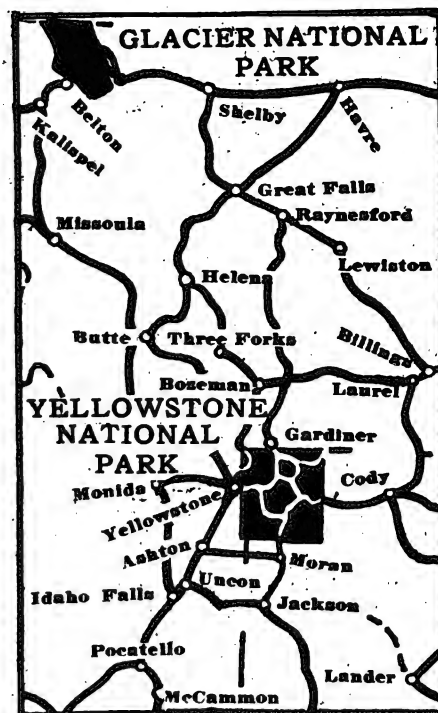 GLACIER NATIONAL
PARK
Belton
Kalispel
Shelby
Havre
Great Falls
Raynesford
Missoula
Lewiston
Helena
Butte
Three Forks
Billings
Bozeman
Laurel
YELLOWSTONE
NATIONAL
PARK
Gardiner
Monida
Yellowstone
Cody
Ashton
Moran
Idaho Falls
Uncon
Jackson
Pocatello
Lander
McCammon